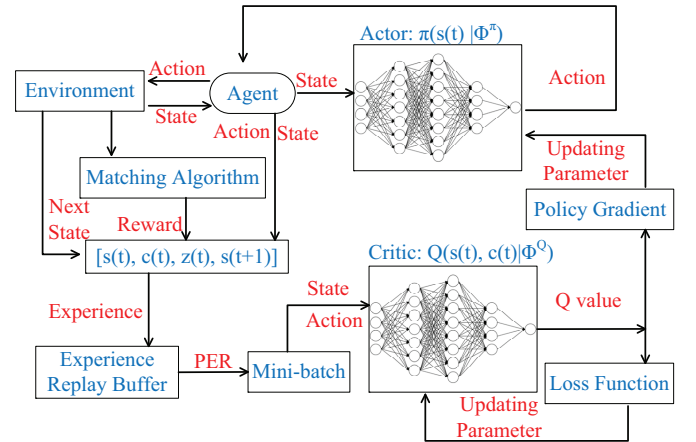 Actor: π(s(t) |Φ^π)
Action
Environment
State
Agent
State
Action
Action
State
Updating
Parameter
Matching Algorithm
Policy Gradient
Next
State
Reward
[s(t), c(t), z(t), s(t+1)]
Critic: Q(s(t), c(t)|Φ^Q)
State
Action
Q value
Experience
Experience
Replay Buffer
PER
Mini-batch
Loss Function
Updating
Parameter